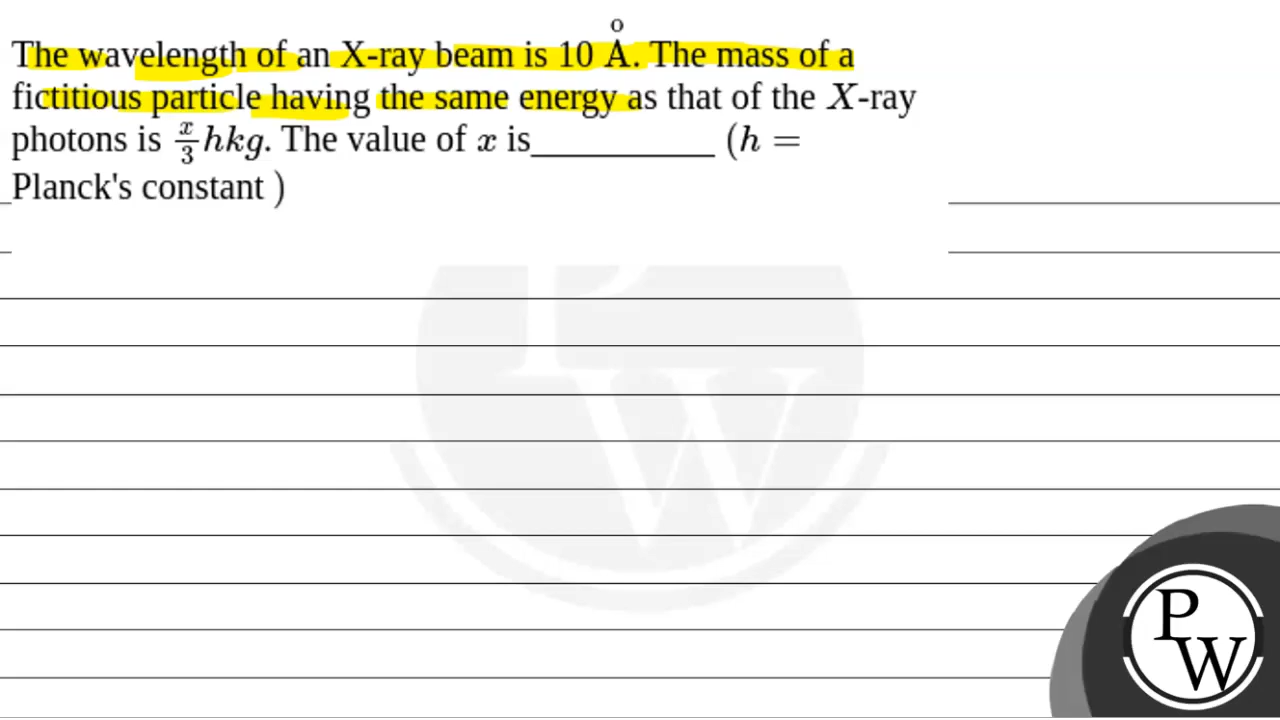 The wavelength of an X-ray beam is 10 Å. The mass of a
fictitious particle having the same energy as that of the X-ray
photons is x/3 hkg. The value of x is__________ (h =
Planck's constant )
PW
PW